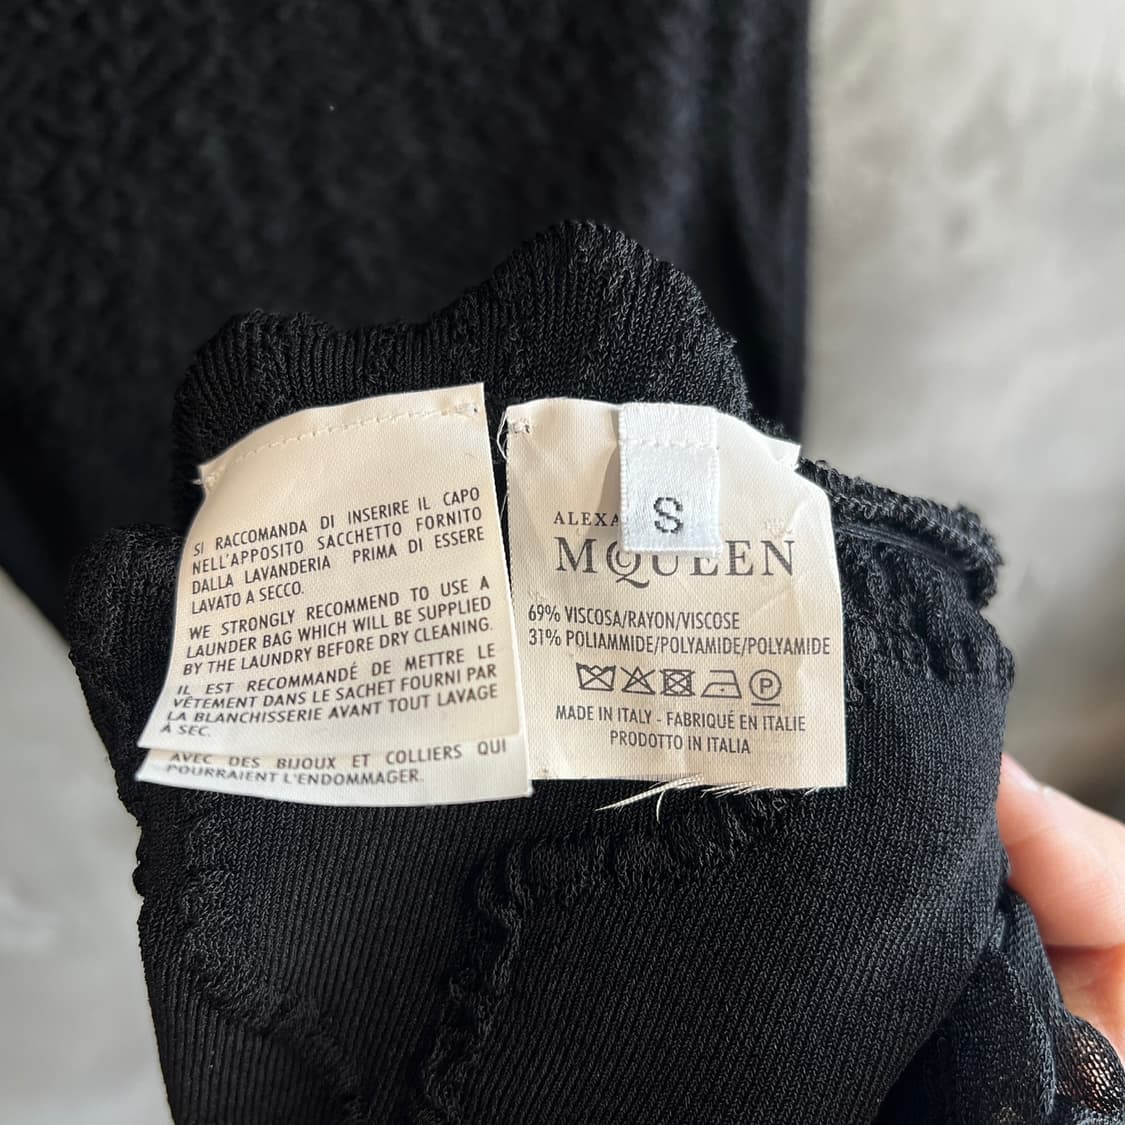 SI RACCOMANDA DI INSERIRE IL CAPO
NELL'APPOSITO SACCHETTO FORNITO
DALLA LAVANDERIA PRIMA DI ESSERE
LAVATO A SECCO.
WE STRONGLY RECOMMEND TO USE A
LAUNDER BAG WHICH WILL BE SUPPLIED
BY THE LAUNDRY BEFORE DRY CLEANING.
IL EST RECOMMANDÉ DE METTRE LE
VÊTEMENT DANS LE SACHET FOURNI PAR
LA BLANCHISSERIE AVANT TOUT LAVAGE
À SEC.
AVEC DES BIJOUX ET COLLIERS QUI
POURRAIENT L'ENDOMMAGER.
S
ALEXA
MCQUEEN
69% VISCOSA/RAYON/VISCOSE
31% POLIAMMIDE/POLYAMIDE/POLYAMIDE
P
MADE IN ITALY - FABRIQUÉ EN ITALIE
PRODOTTO IN ITALIA